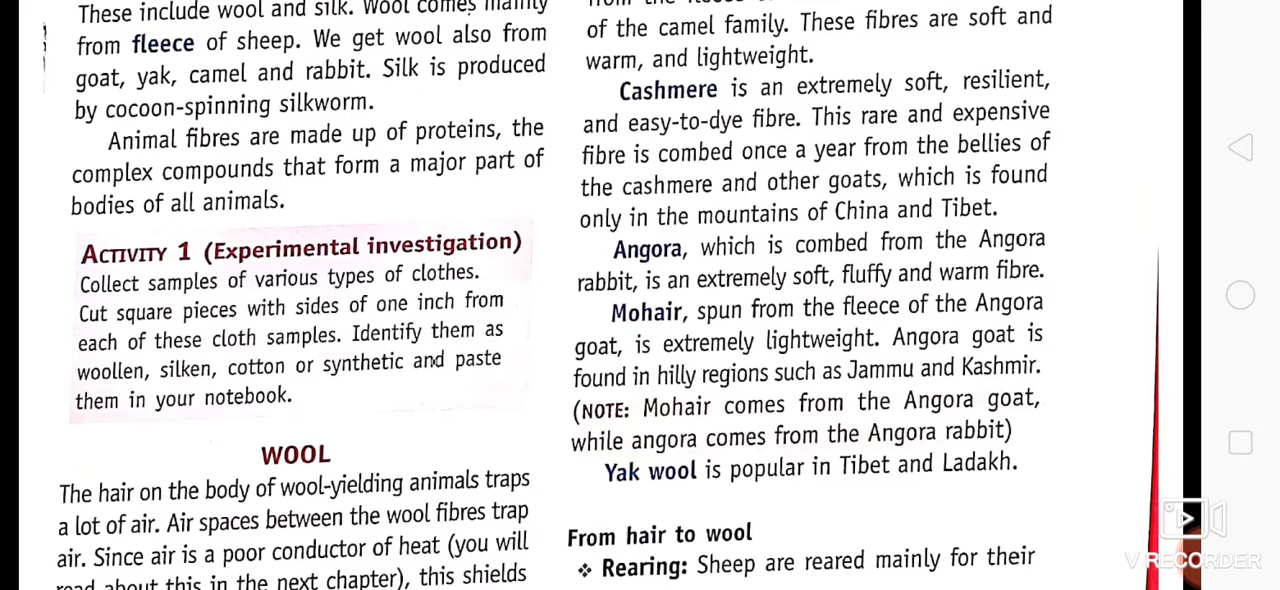 These include wool and silk. Wool comes mainly
from fleece of sheep. We get wool also from
goat, yak, camel and rabbit. Silk is produced
by cocoon-spinning silkworm.
Animal fibres are made up of proteins, the
complex compounds that form a major part of
bodies of all animals.
ACTIVITY 1 (Experimental investigation)
Collect samples of various types of clothes.
Cut square pieces with sides of one inch from
each of these cloth samples. Identify them as
woollen, silken, cotton or synthetic and paste
them in your notebook.
WOOL
The hair on the body of wool-yielding animals traps
a lot of air. Air spaces between the wool fibres trap
air. Since air is a poor conductor of heat (you will
read about this in the next chapter), this shields
from the
of the camel family. These fibres are soft and
warm, and lightweight.
Cashmere is an extremely soft, resilient,
and easy-to-dye fibre. This rare and expensive
fibre is combed once a year from the bellies of
the cashmere and other goats, which is found
only in the mountains of China and Tibet.
Angora, which is combed from the Angora
rabbit, is an extremely soft, fluffy and warm fibre.
Mohair, spun from the fleece of the Angora
goat, is extremely lightweight. Angora goat is
found in hilly regions such as Jammu and Kashmir.
(NOTE: Mohair comes from the Angora goat,
while angora comes from the Angora rabbit)
Yak wool is popular in Tibet and Ladakh.
From hair to wool
❖ Rearing: Sheep are reared mainly for their
V RECORDER